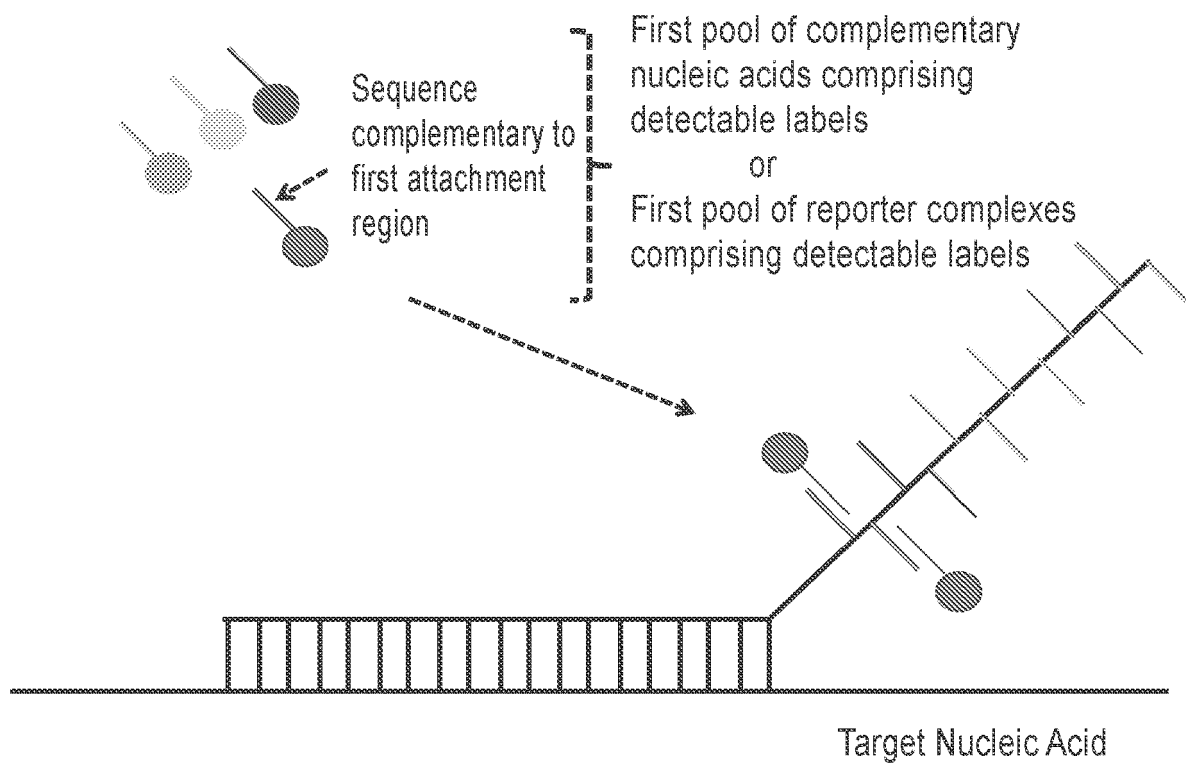 Sequence
complementary to
first attachment
region
First pool of complementary
nucleic acids comprising
detectable labels
or
First pool of reporter complexes
comprising detectable labels
Target Nucleic Acid